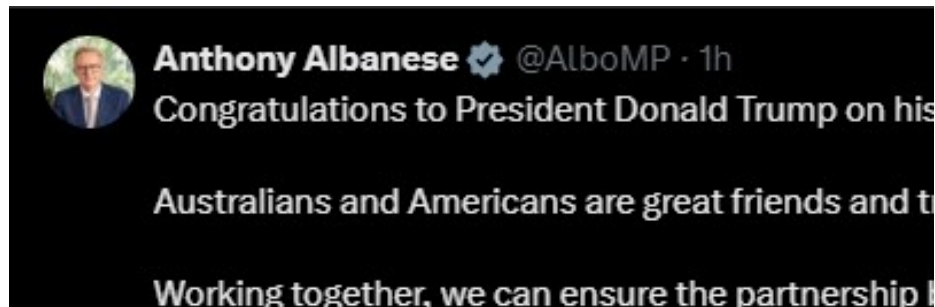 Anthony Albanese @AlboMP · 1h
Congratulations to President Donald Trump on his
Australians and Americans are great friends and
Working together, we can ensure the partnership